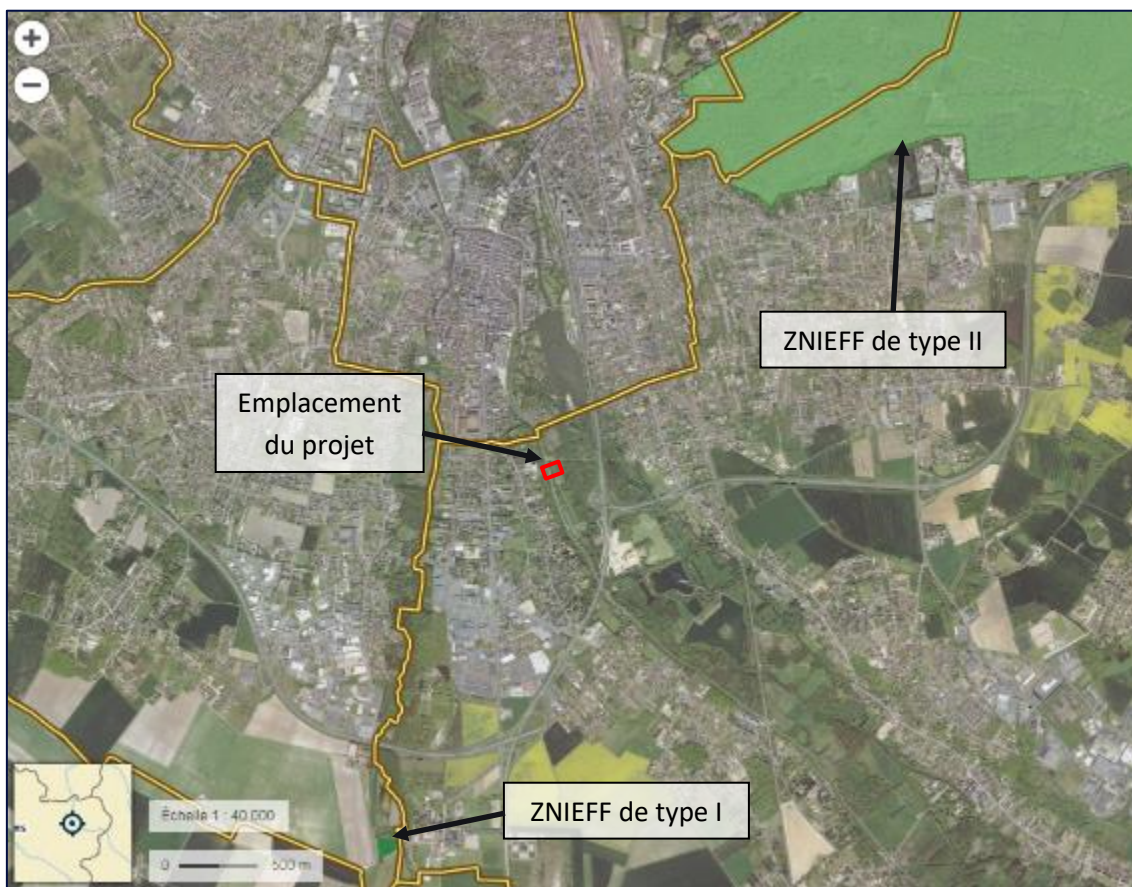 ZNIEFF de type II
Emplacement
du projet
ZNIEFF de type I
Échelle 1 : 40 000
0 500 m